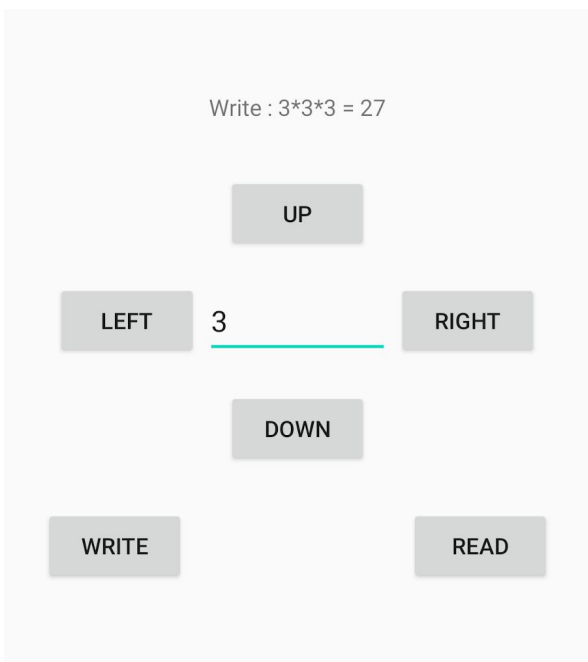 Write : 3*3*3 = 27
UP
LEFT 3 RIGHT
DOWN
WRITE READ